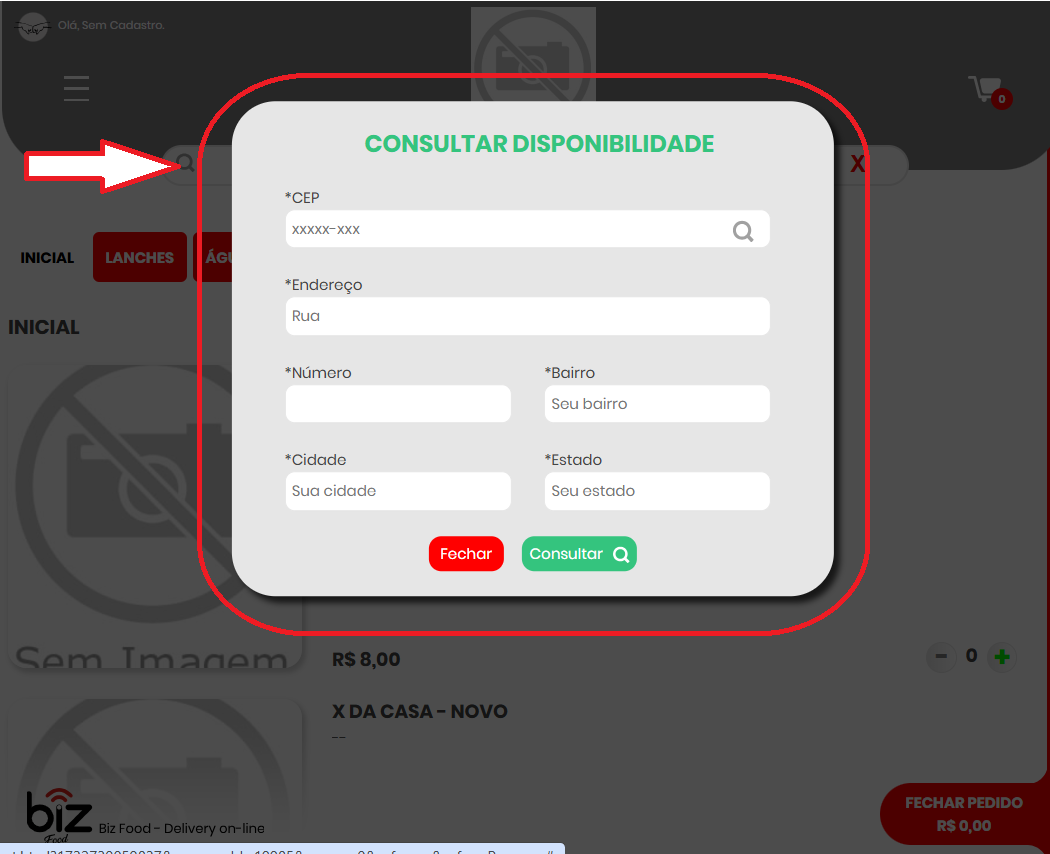 Olá, Sem Cadastro.
0
CONSULTAR DISPONIBILIDADE
X
*CEP
xxxxx-xxx
INICIAL
LANCHES
ÁGU
*Endereço
Rua
INICIAL
*Número
*Bairro
Seu bairro
*Cidade
*Estado
Sua cidade
Seu estado
Fechar
Consultar
Sem Imagem
R$ 8,00
0
X DA CASA - NOVO
--
FECHAR PEDIDO
R$ 0,00
biz
Food
Biz Food - Delivery on-line